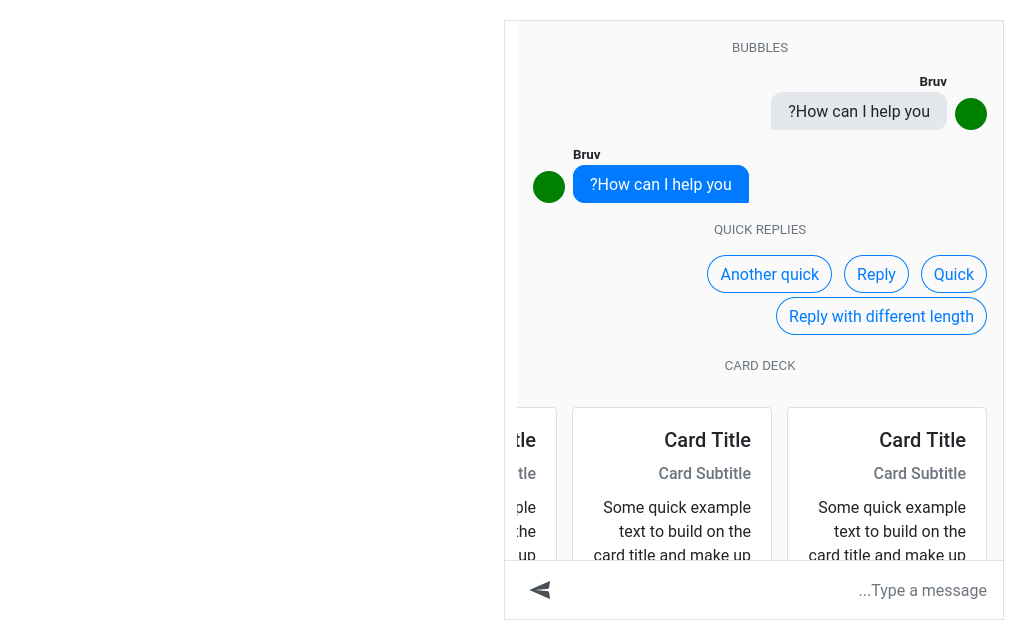 BUBBLES
Bruv
?How can I help you
Bruv
?How can I help you
QUICK REPLIES
Quick
Reply
Another quick
Reply with different length
CARD DECK
Card Title
Card Subtitle
Some quick example
text to build on the
card title and make up
Card Title
Card Subtitle
Some quick example
text to build on the
card title and make up
tle
tle
ple
the
up
...Type a message